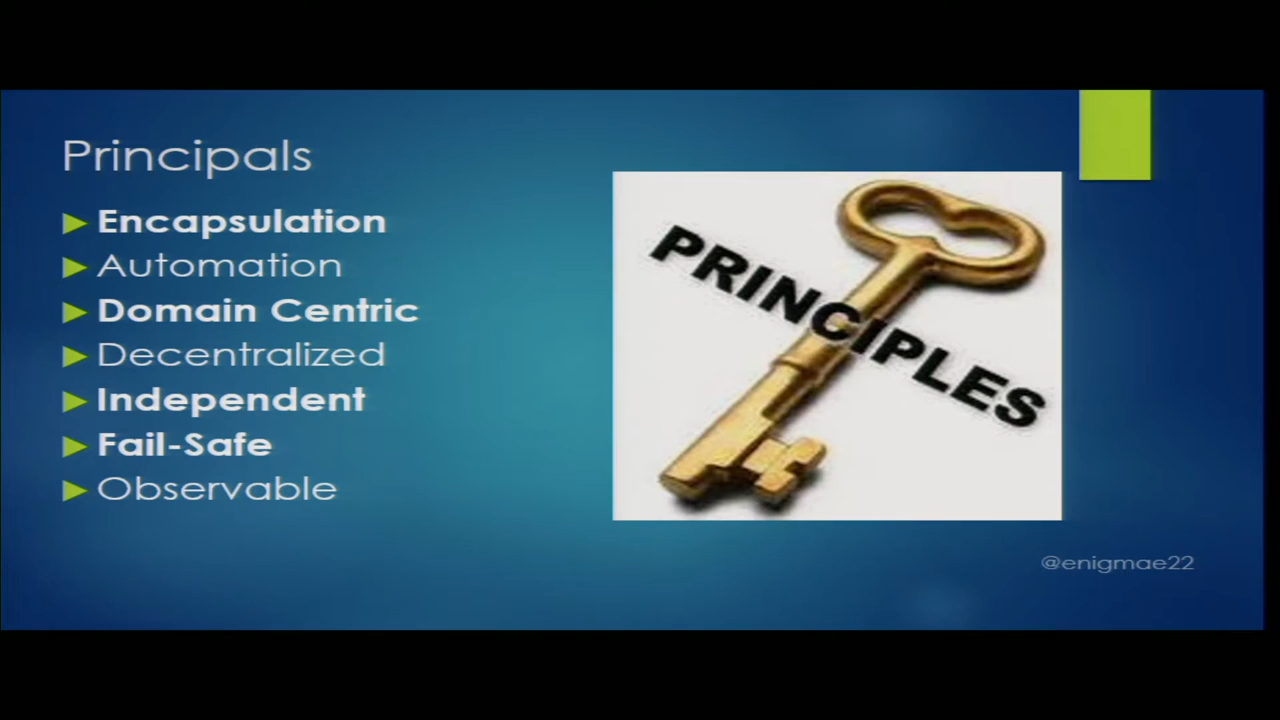 Principals
Encapsulation
Automation
Domain Centric
Decentralized
Independent
Fail-Safe
Observable
PRINCIPLES
@enigmae22